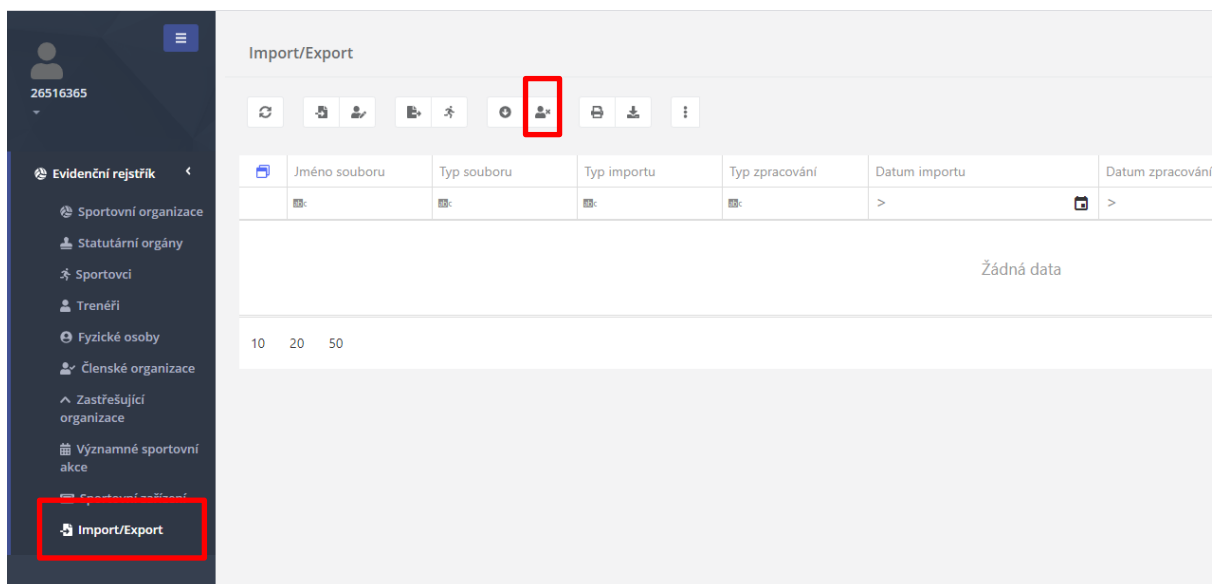 Import/Export
26516365
Evidenční rejstřík
Sportovní organizace
Statutární orgány
Sportovci
Trenéři
Fyzické osoby
Členské organizace
Zastřešující
organizace
Významné sportovní
akce
Sportovní zařízení
Import/Export
Jméno souboru Typ souboru Typ importu Typ zpracování Datum importu Datum zpracování
> >
Žádná data
10 20 50